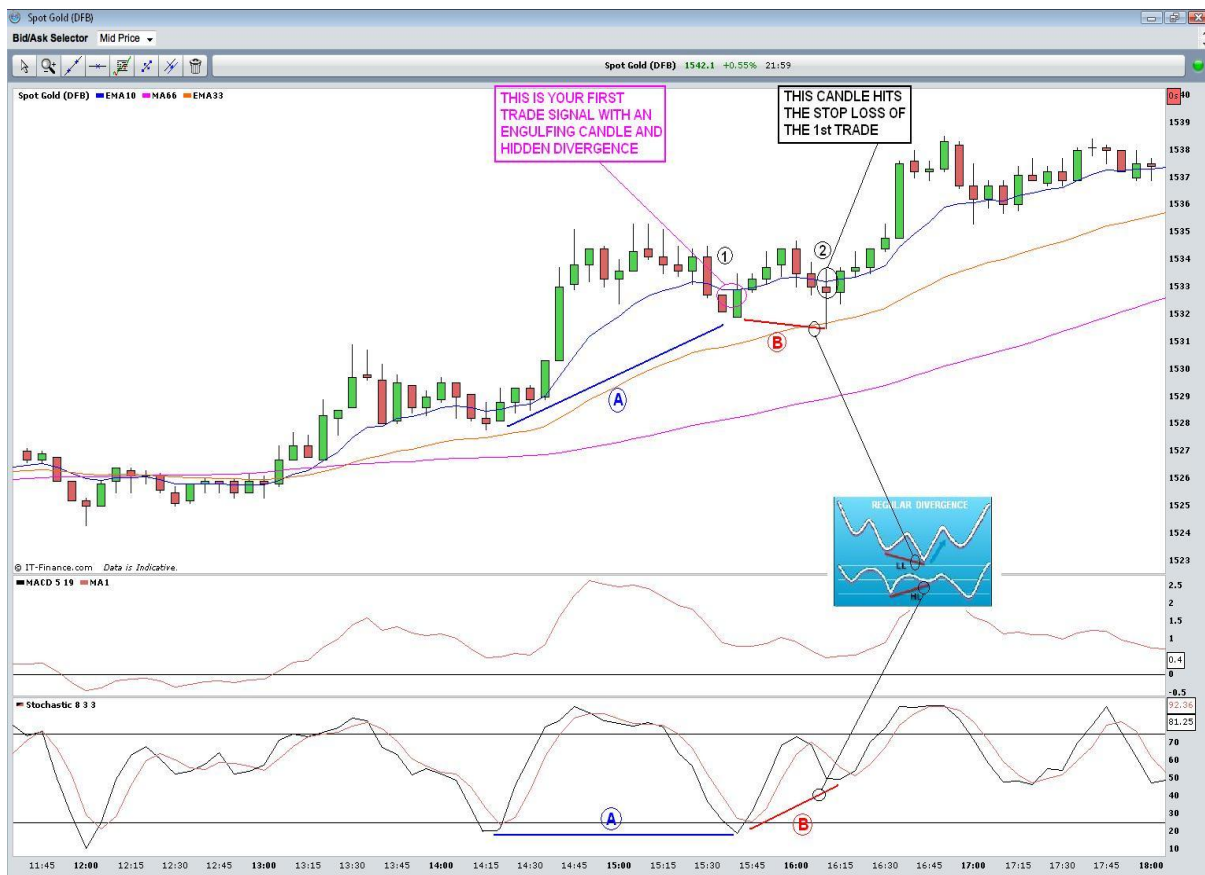 Spot Gold (DFB)
Bid/Ask Selector Mid Price
Spot Gold (DFB) 1542.1 +0.55% 21:59
Spot Gold (DFB) EMA10 MA66 EMA33
THIS IS YOUR FIRST
TRADE SIGNAL WITH AN
ENGULFING CANDLE AND
HIDDEN DIVERGENCE
THIS CANDLE HITS
THE STOP LOSS OF
THE 1st TRADE
0s 40
1539
1538
1537
1536
1535
1534
1533
1532
1531
1530
1529
1528
1527
1526
1525
1524
1523
1
2
A
B
REGULAR DIVERGENCE
LL
HL
© IT-Finance.com Data is Indicative.
MACD 5 19 MA1
2.5
2
1.5
1
0.4
0
-0.5
Stochastic 8 3 3
92.36
81.25
70
60
50
40
30
20
10
A
B
11:45 12:00 12:15 12:30 12:45 13:00 13:15 13:30 13:45 14:00 14:15 14:30 14:45 15:00 15:15 15:30 15:45 16:00 16:15 16:30 16:45 17:00 17:15 17:30 17:45 18:00